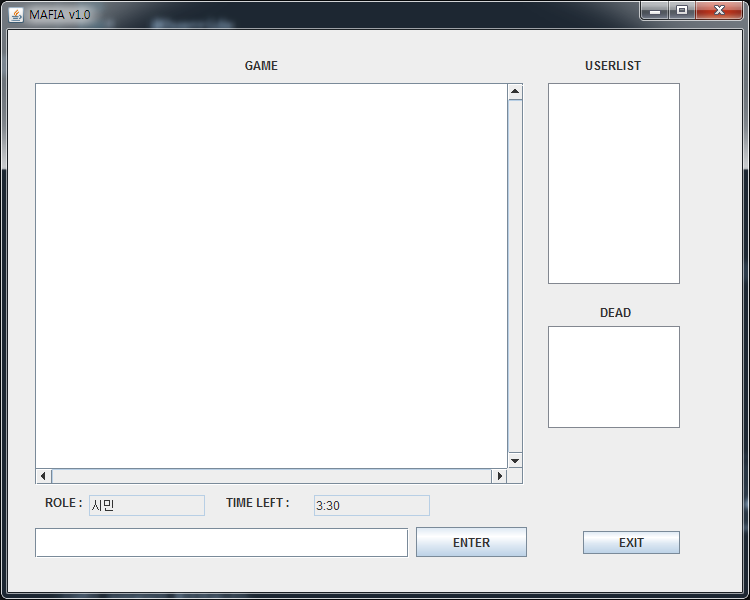 MAFIA v1.0
GAME
USERLIST
DEAD
ROLE : 시민
TIME LEFT : 3:30
ENTER
EXIT